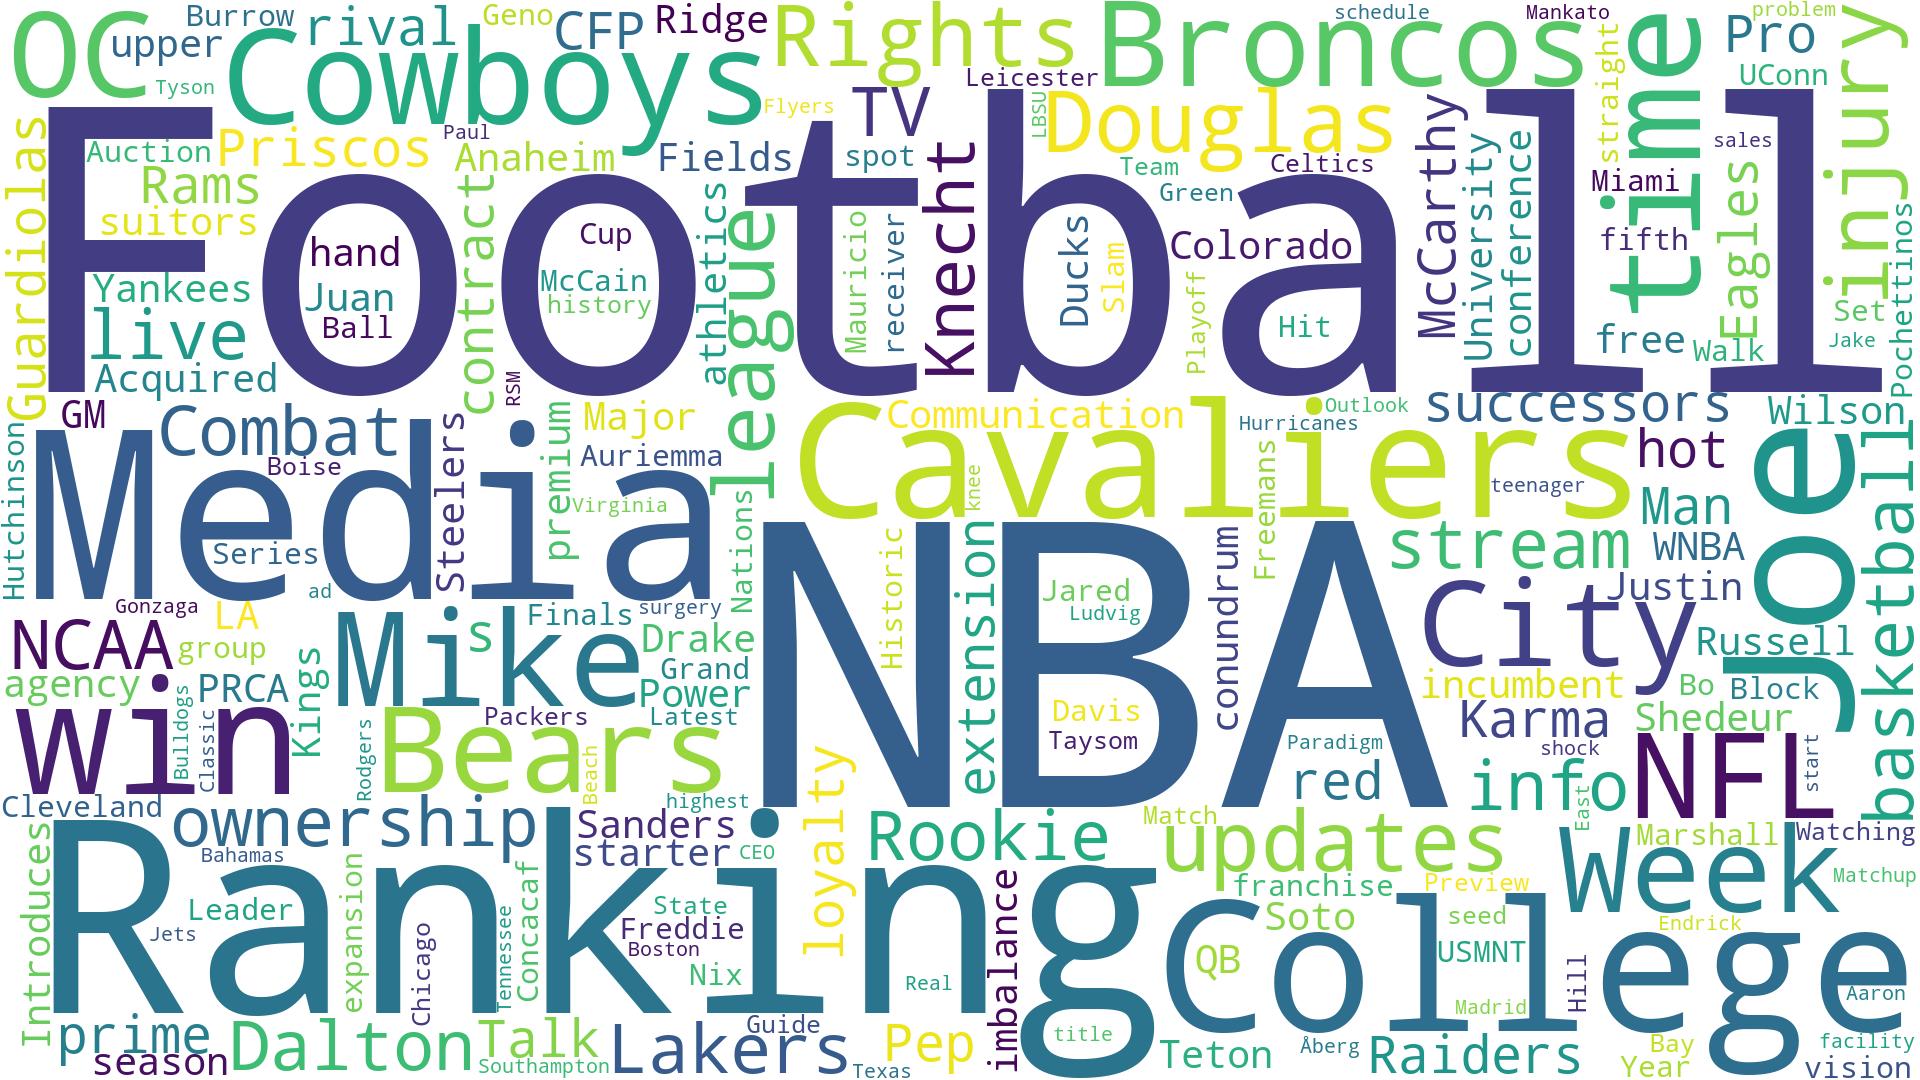 OC
Burrow
upper
rival
Geno
CFP
Ridge
Rights
Broncos
schedule
Mankato
problem
Pro
time
injury
straight
UConn
Tyson
Cowboys
Flyers
TV
Leicester
LBSU
Douglas
Football
Guardiolas
Auction
Priscos
Paul
Anaheim
Fields
spot
Team
Celtics
Green
McCarthy
University
conference
sales
Miami
Eagles
Rams
suitors
contract
athletics
league
Mauricio
receiver
Knecht
Ducks
Slam
Colorado
fifth
Pochettinos
hand
Cup
Yankees
Juan
Ball
McCain
history
Playoff
Hit
free
Walk
Set
Jake
live
Acquired
RSM
GM
Combat
Boise
Steelers
premium
Major
Auriemma
Virginia
Cavaliers
Communication
Outlook
Hurricanes
successors
Wilson
hot
Joe
basketball
Hutchinson
Media
Series
ad
Nations
knee
Freemans
teenager
Man
stream
WNBA
Justin
NBA
Historic
extension
Jared
Ludvig
conundrum
City
Gonzaga
LA
NCAA
group
agency
PRCA
Kings
Mike
s
Finals
surgery
Drake
Grand
Power
Russell
incumbent
Bo
Block
Karma
Shedeur
win
Bulldogs
Classic
Rodgers
Bears
Packers
Latest
Beach
Davis
Taysom
Paradigm
shock
red
info
NFL
start
Cleveland
ownership
highest
Sanders
starter
CEO
loyalty
Rookie
Match
updates
East
Week
Marshall
Watching
Matchup
Introduces
Bahamas
Ranking
Leader
Jets
expansion
Chicago
Tennessee
Concacaf
State
Freddie
Boston
Nix
Real
imbalance
franchise
Preview
Soto
seed
College
QB
USMNT
Endrick
Hill
Madrid
Aaron
prime
season
Dalton
Talk
Southampton
Lakers
Guide
Texas
Pep
title
Teton
Åberg
Raiders
Bay
Year
facility
vision